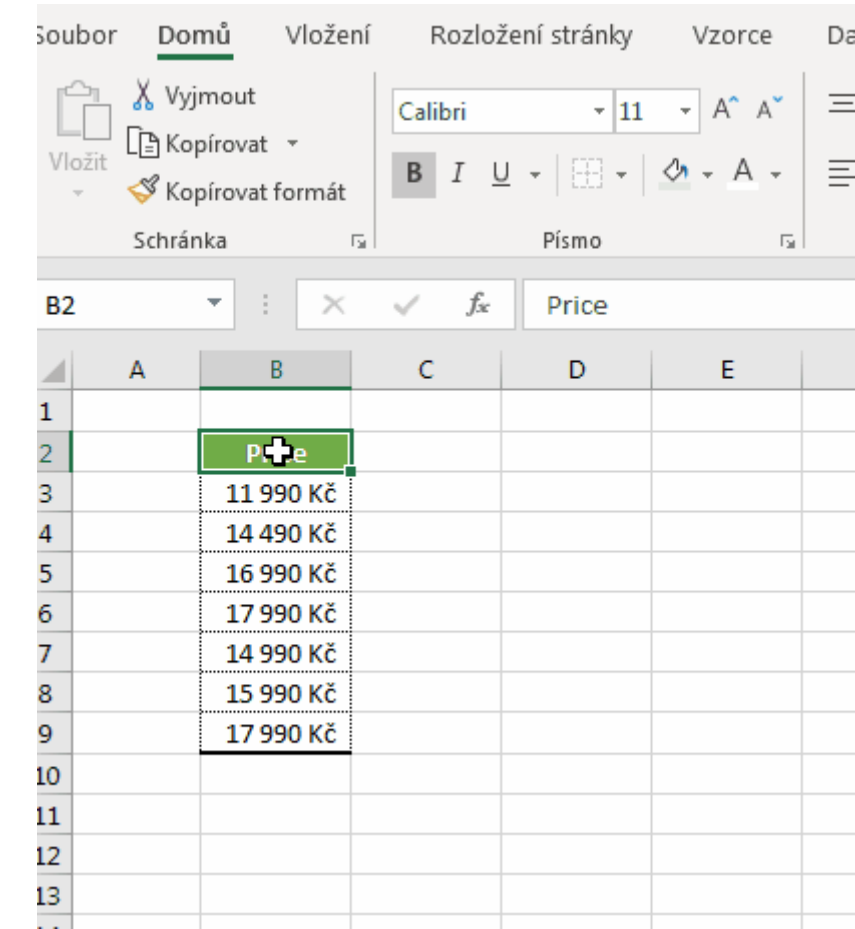 Soubor Domů Vložení Rozložení stránky Vzorce
Vložit
Vyjmout
Kopírovat
Kopírovat formát
Schránka
Calibri 11 A A
B I U A
Písmo
B2 fx Price
A B C D E
1
2 Price
3 11 990 Kč
4 14 490 Kč
5 16 990 Kč
6 17 990 Kč
7 14 990 Kč
8 15 990 Kč
9 17 990 Kč
10
11
12
13